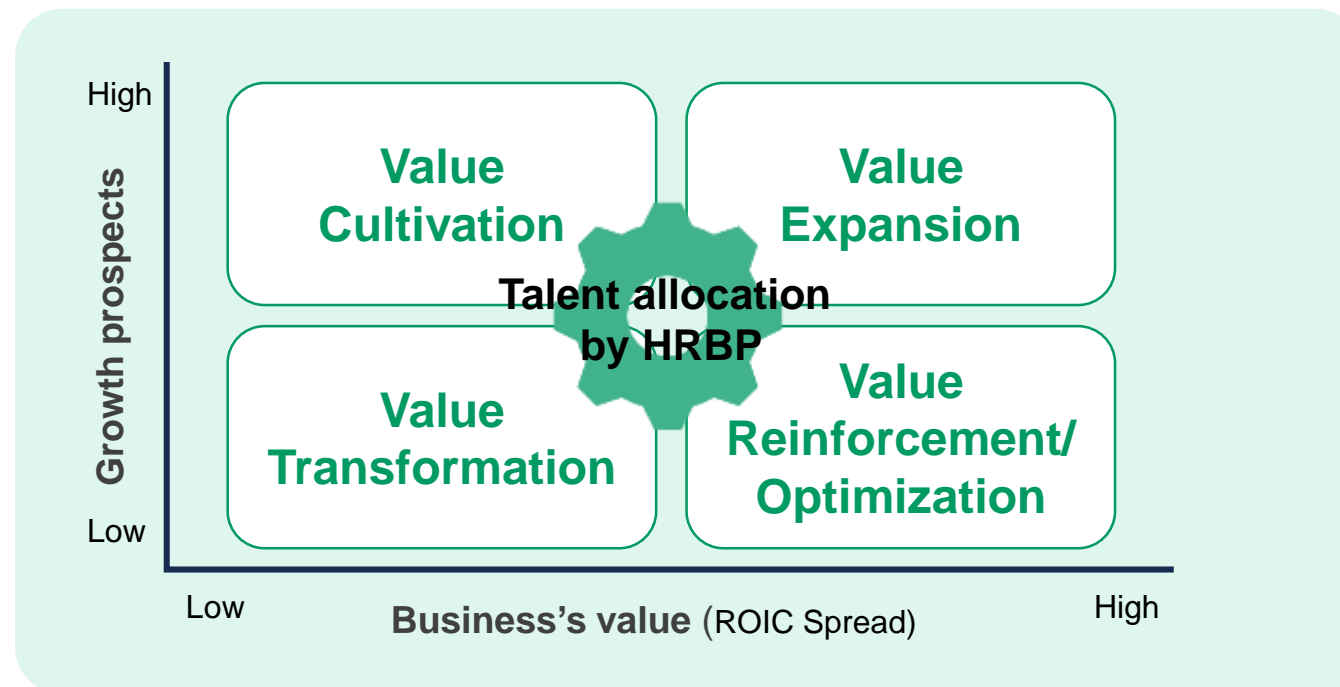 High
Growth prospects
Low
Value
Cultivation
Value
Expansion
Talent allocation
by HRBP
Value
Transformation
Value
Reinforcement/
Optimization
Low
Business’s value (ROIC Spread)
High